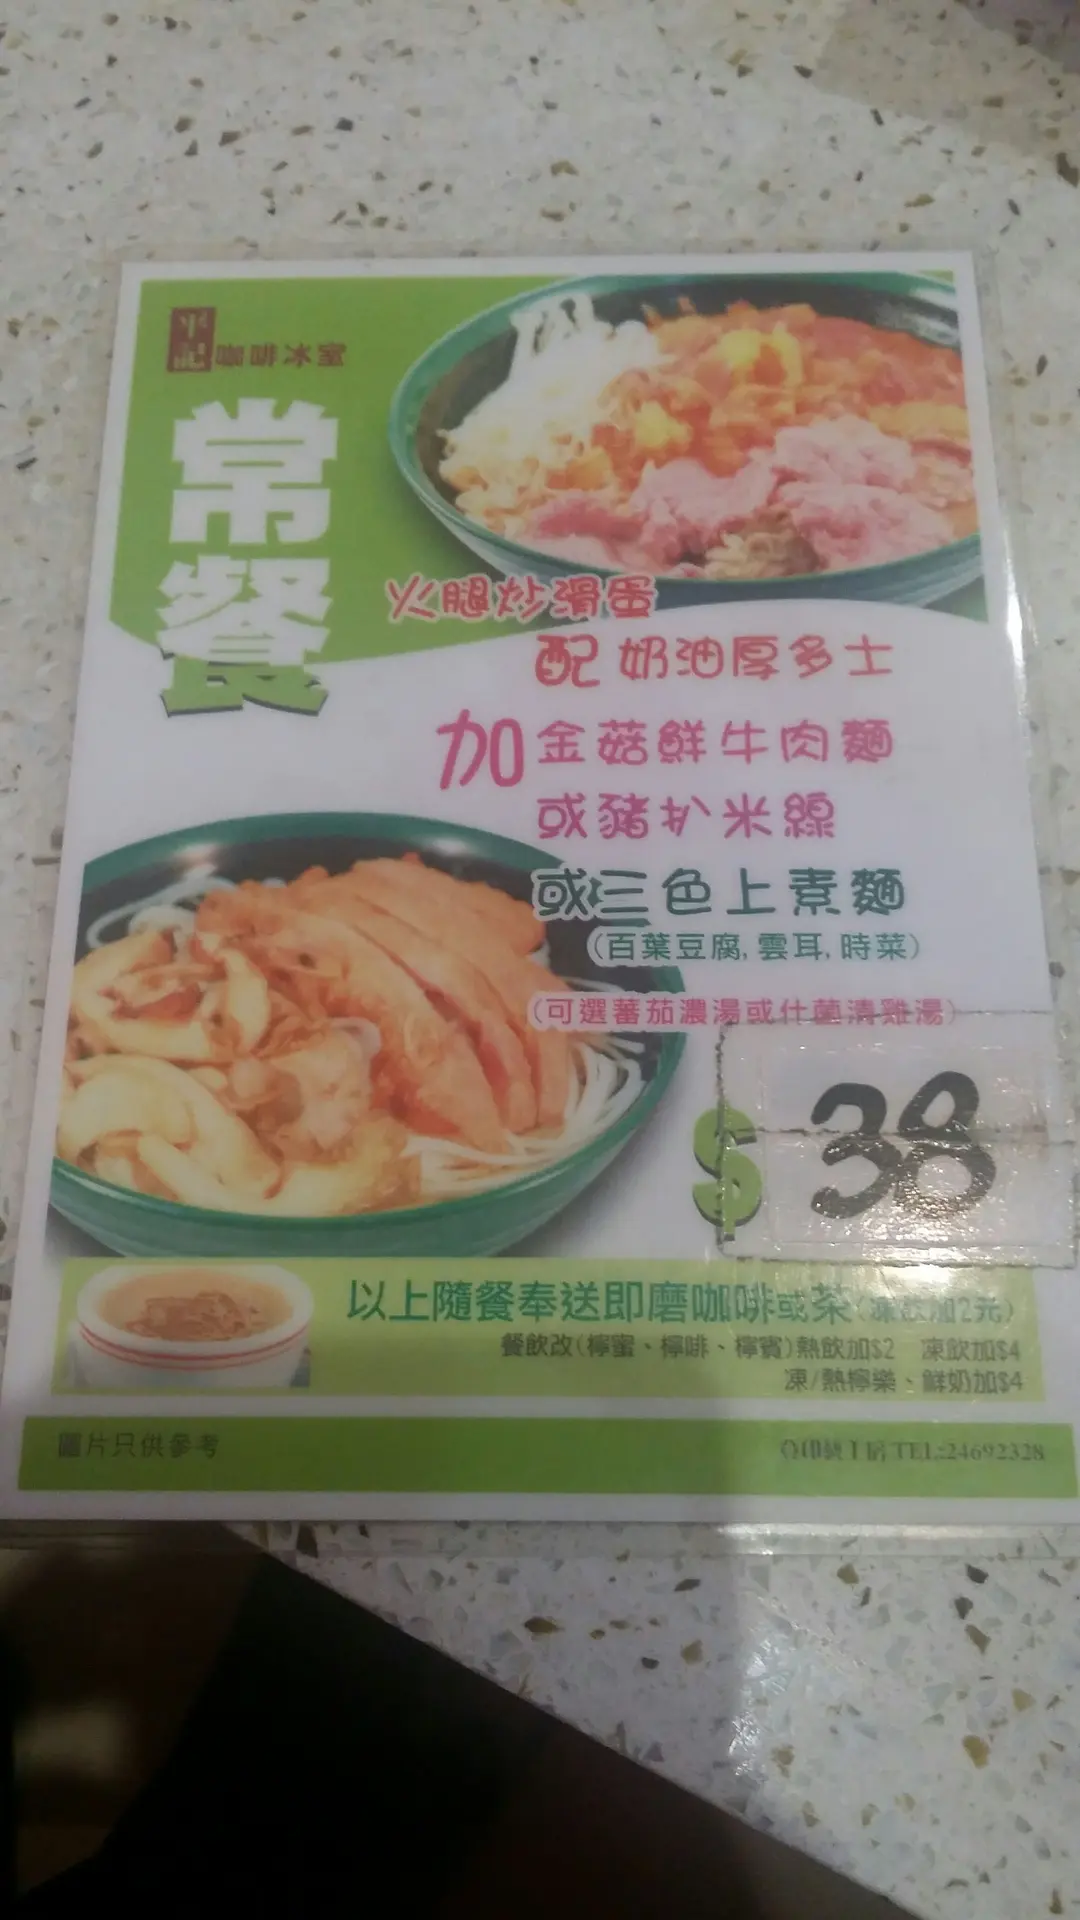 平記
常餐
火腿炒滑蛋
配奶油厚多士
加金菇鮮牛肉麵
或豬扒米線
或三色上素麵
(百葉豆腐,雲耳,時菜)
(可選蕃茄濃湯或什菌清雞湯)
$38
以上隨餐奉送即磨咖啡或茶(凍飲加2元)
餐飲改(檸蜜、檸啡、檸賓)熱飲加$2 凍飲加$4
凍/熱檸樂、鮮奶加$4
圖片只供參考
TEL:24692328